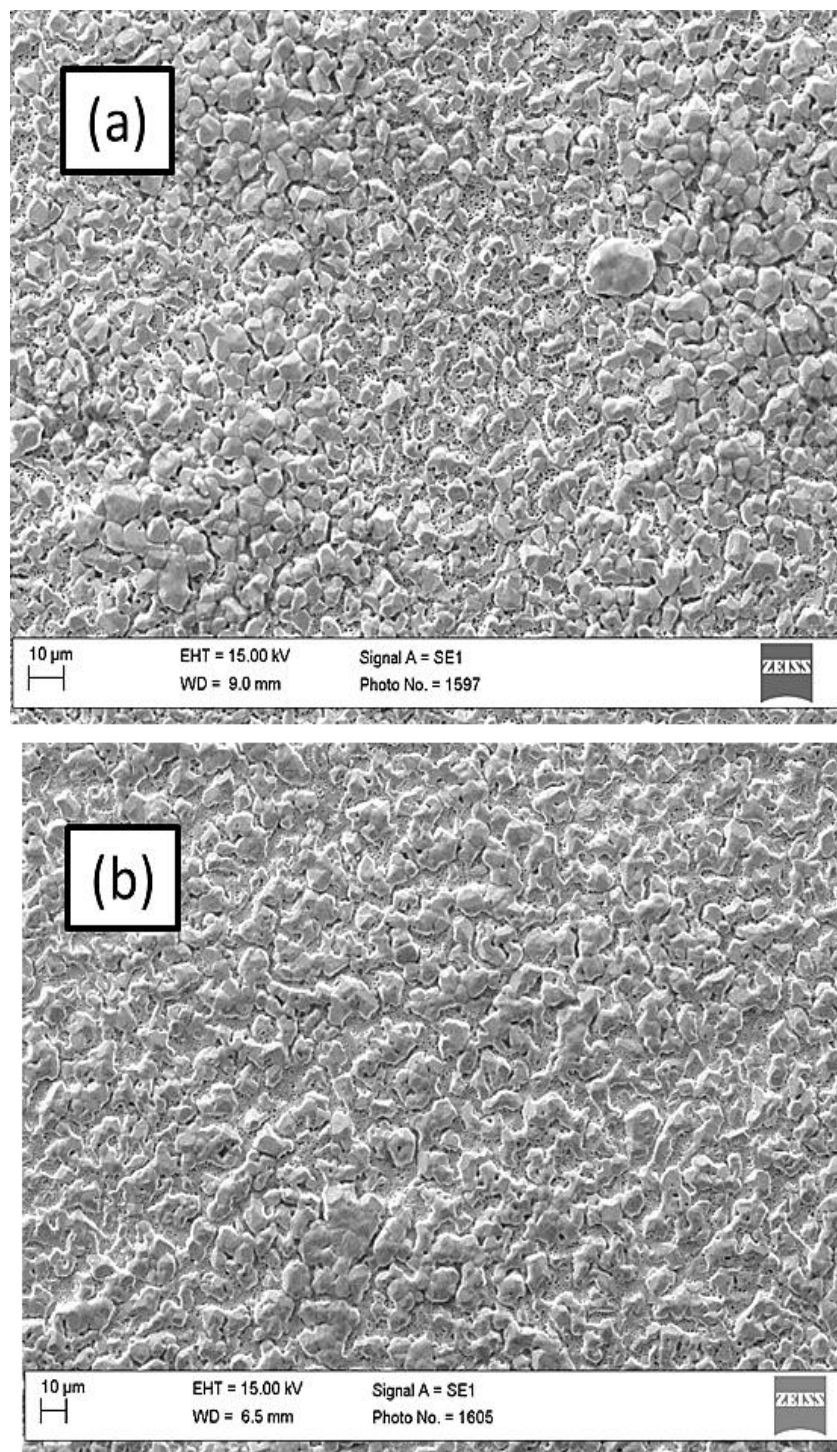 (a)
10 µm EHT = 15.00 kV Signal A = SE1
WD = 9.0 mm Photo No. = 1597
ZEISS
(b)
10 µm EHT = 15.00 kV Signal A = SE1
WD = 6.5 mm Photo No. = 1605
ZEISS